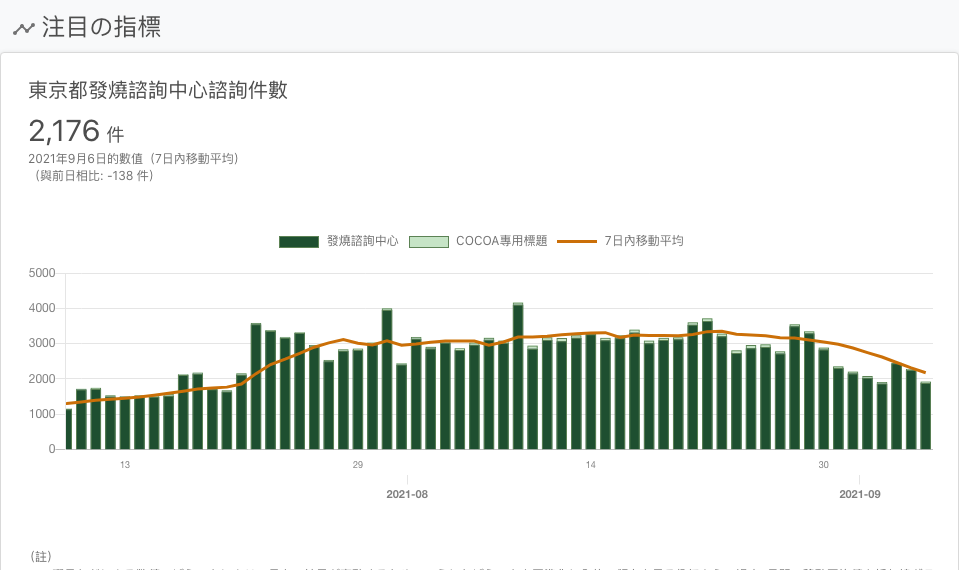 注目の指標
東京都發燒諮詢中心諮詢件數
2,176 件
2021年9月6日的數值（7日內移動平均）
（與前日相比: -138 件）
發燒諮詢中心 COCOA專用標題 7日內移動平均
5000
4000
3000
2000
1000
0
13 29 14 30
2021-08 2021-09
（註）